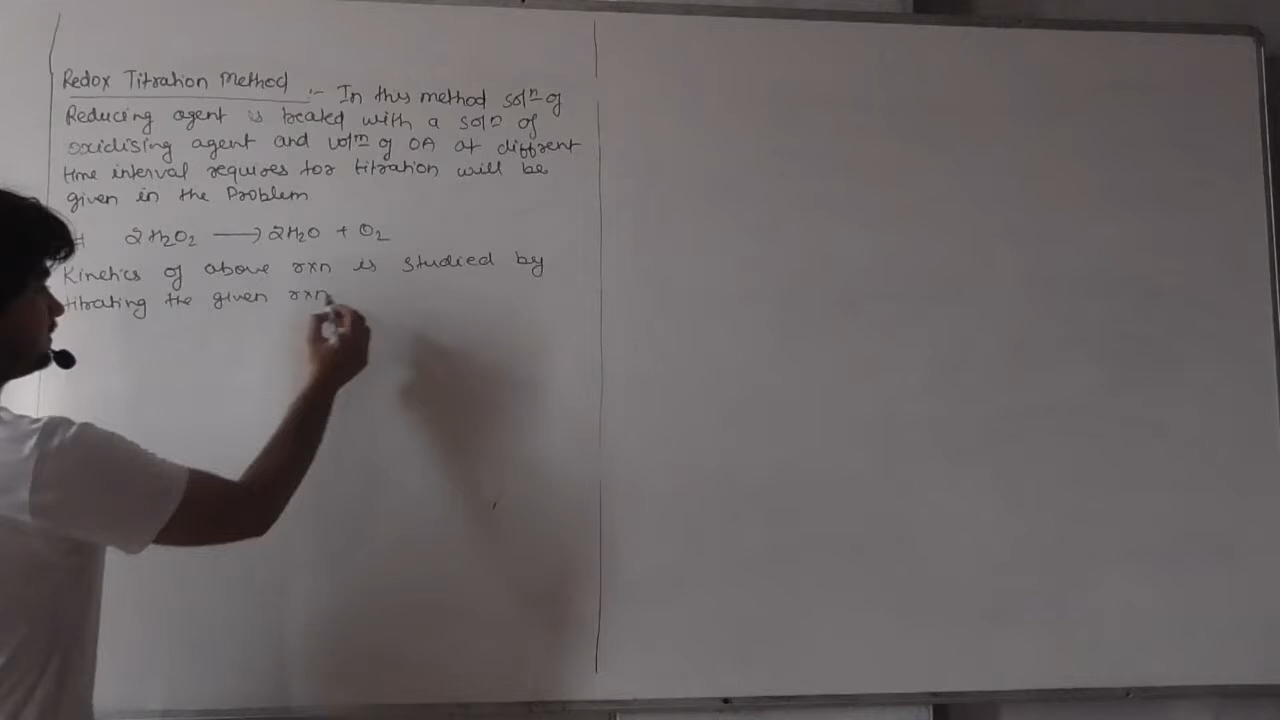 Redox Titration Method :- In this method solⁿ of
Reducing agent is treated with a solⁿ of
oxidising agent and volᵐ of OA at diffrent
time interval requires for titration will be
given in the Problem
2H₂O₂ → 2H₂O + O₂
Kinetics of above rxn is studied by
titrating the given rxn